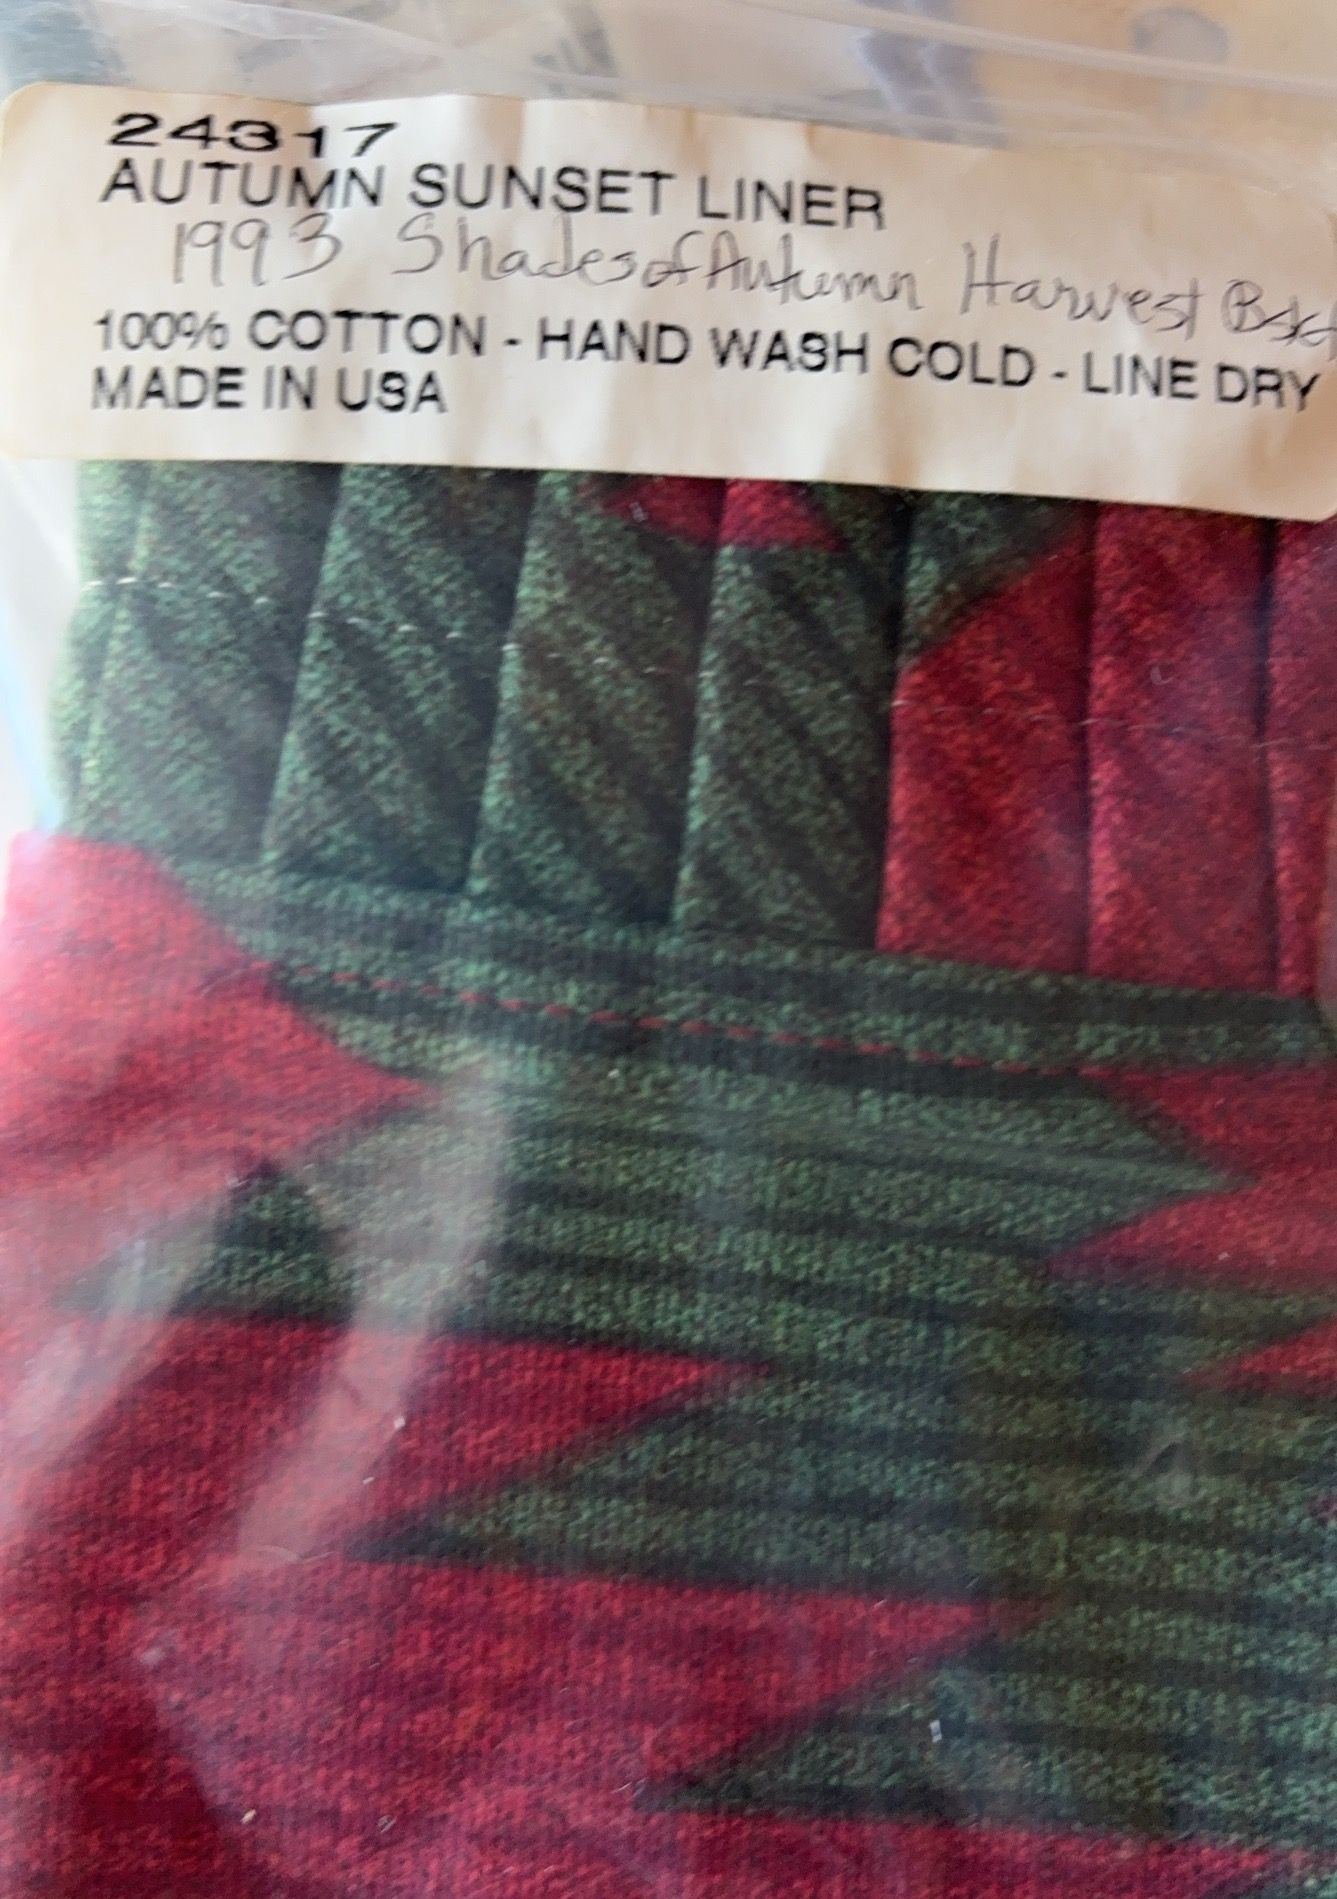 24317
AUTUMN SUNSET LINER
1993 Shades of Autumn Harvest Bskt
100% COTTON - HAND WASH COLD - LINE DRY
MADE IN USA